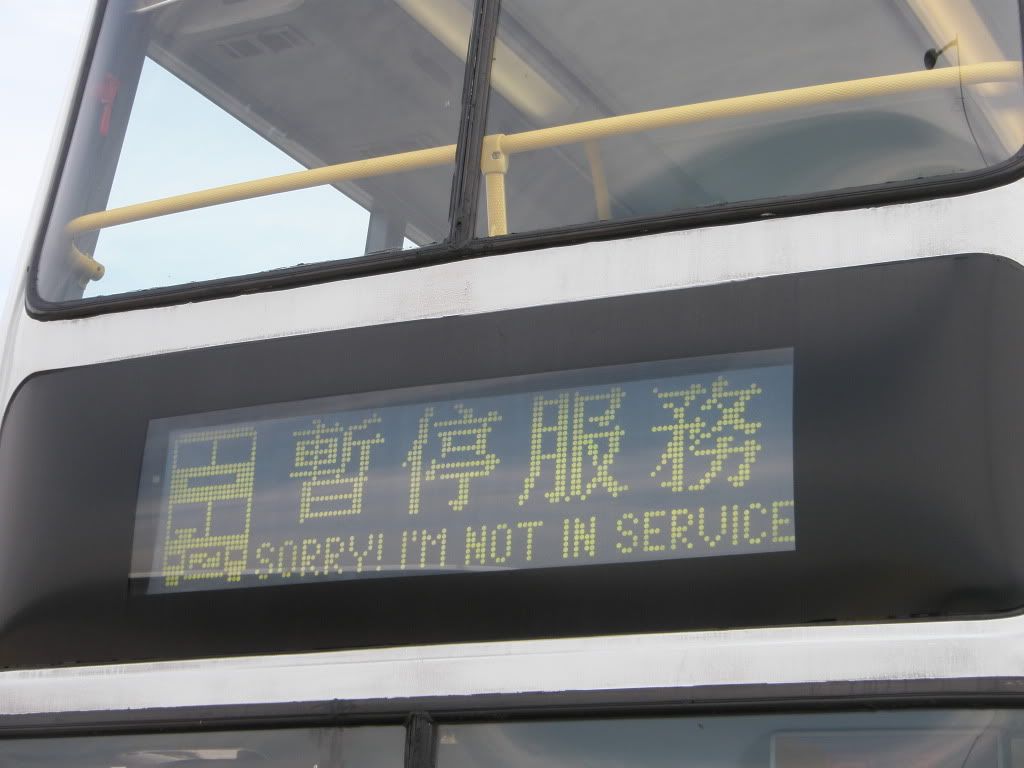 暫停服務
SORRY! I'M NOT IN SERVICE